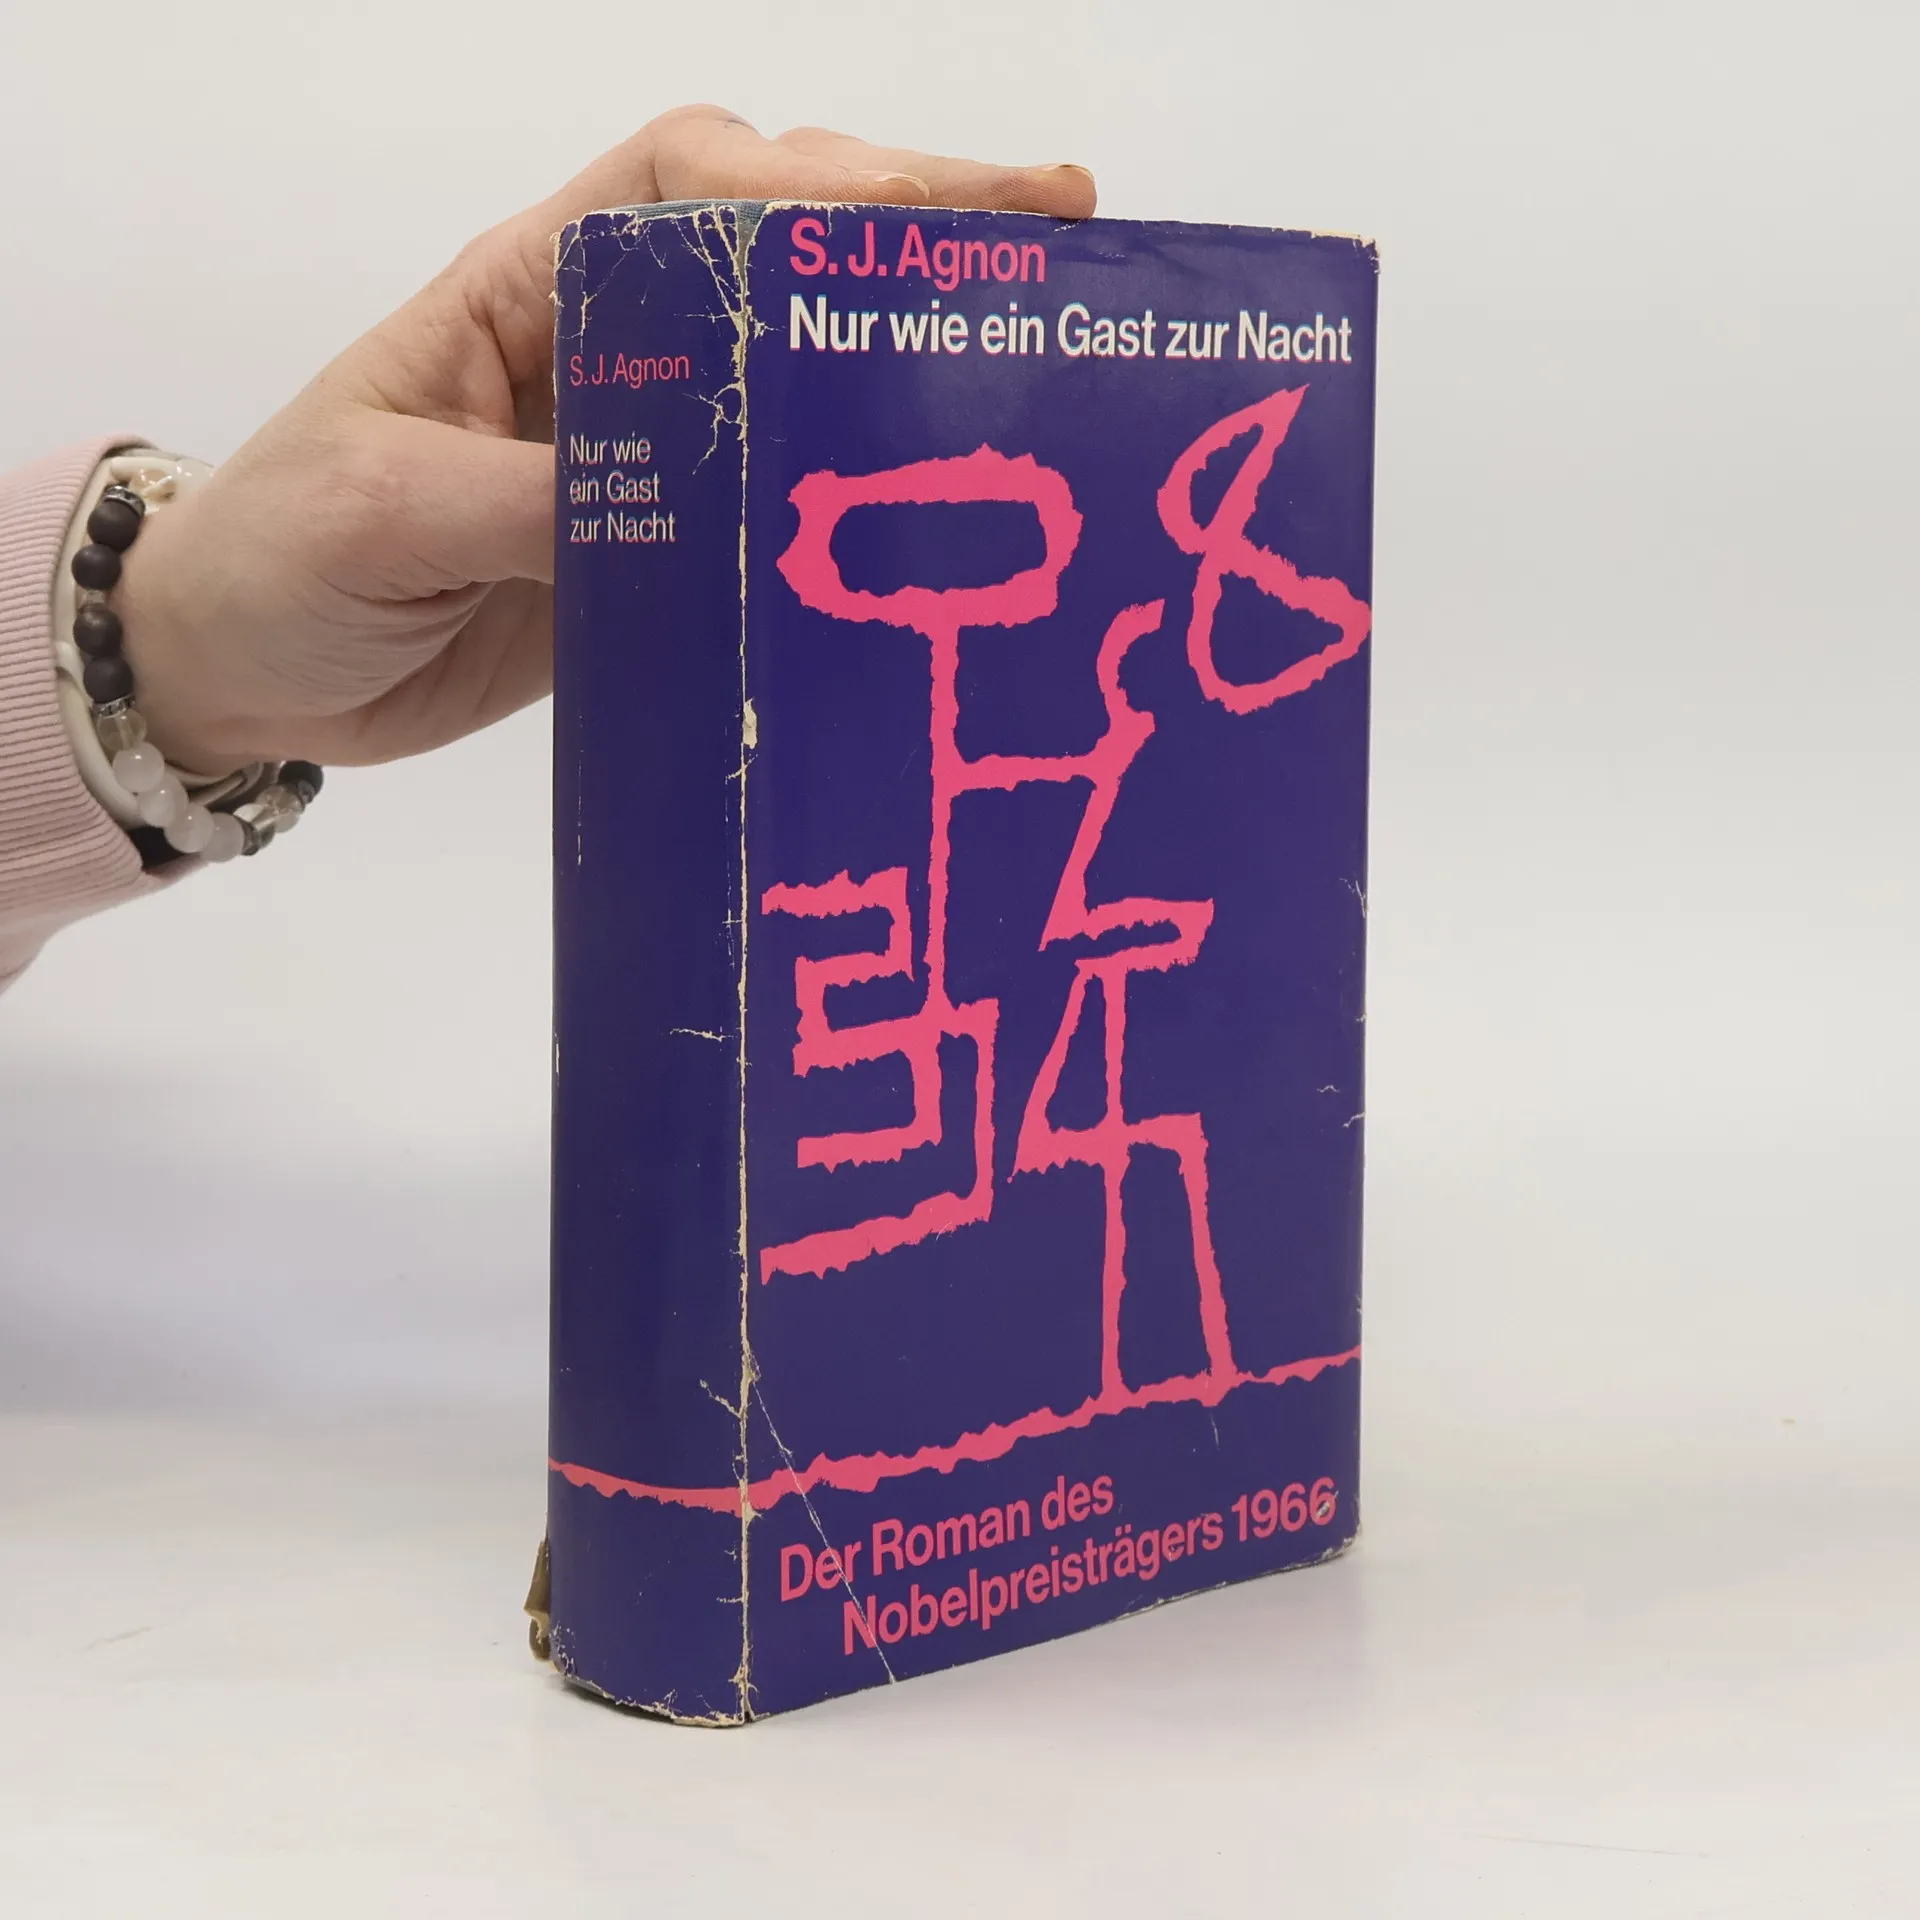 S. J. Agnon
Nur wie
ein Gast
zur Nacht
S. J. Agnon
Nur wie ein Gast zur Nacht
Der Roman des
Nobelpreisträgers 1966